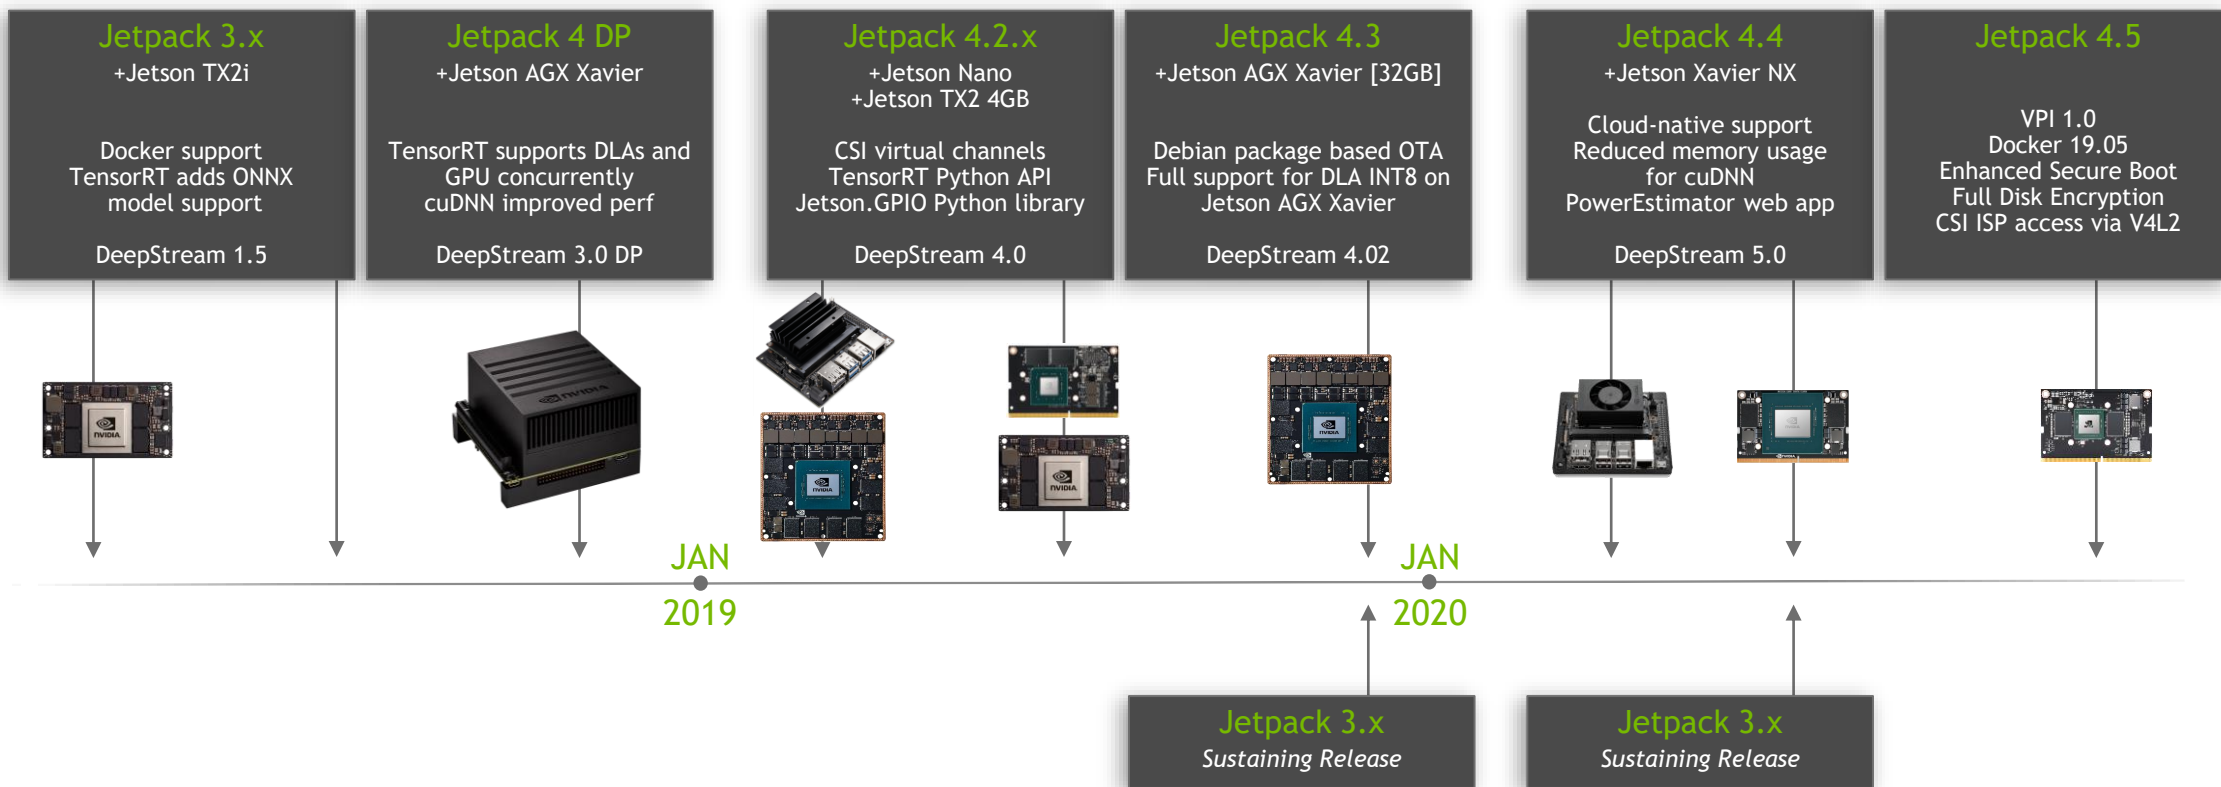 Jetpack 3.x
+Jetson TX2i
Docker support
TensorRT adds ONNX
model support
DeepStream 1.5
Jetpack 4 DP
+Jetson AGX Xavier
TensorRT supports DLAs and
GPU concurrently
cuDNN improved perf
DeepStream 3.0 DP
Jetpack 4.2.x
+Jetson Nano
+Jetson TX2 4GB
CSI virtual channels
TensorRT Python API
Jetson.GPIO Python library
DeepStream 4.0
Jetpack 4.3
+Jetson AGX Xavier [32GB]
Debian package based OTA
Full support for DLA INT8 on
Jetson AGX Xavier
DeepStream 4.02
Jetpack 4.4
+Jetson Xavier NX
Cloud-native support
Reduced memory usage
for cuDNN
PowerEstimator web app
DeepStream 5.0
Jetpack 4.5
VPI 1.0
Docker 19.05
Enhanced Secure Boot
Full Disk Encryption
CSI ISP access via V4L2
NVIDIA
NVIDIA
NVIDIA
NVIDIA
NVIDIA
JAN
2019
JAN
2020
Jetpack 3.x
Sustaining Release
Jetpack 3.x
Sustaining Release